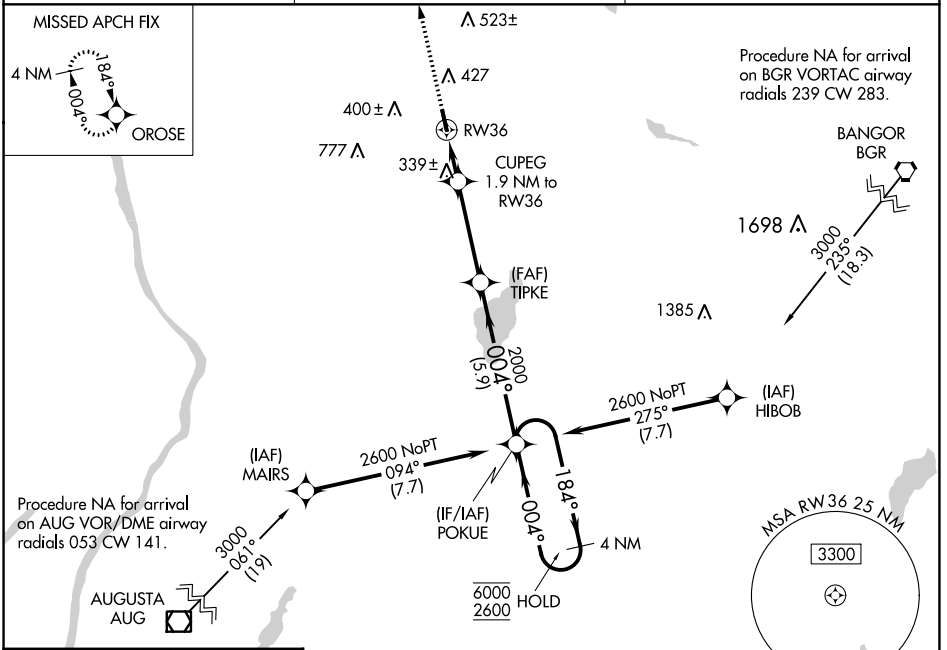 MISSED APCH FIX
4 NM
184°
004°
OROSE
523±
427
400±
RW36
777
339±
CUPEG
1.9 NM to
RW36
Procedure NA for arrival
on BGR VORTAC airway
radials 239 CW 283.
BANGOR
BGR
1698
3000
235°
(18.3)
(FAF)
TIPKE
1385
2000
004°
(5.9)
2600 NoPT
275°
(7.7)
(IAF)
HIBOB
(IAF)
MAIRS
2600 NoPT
094°
(7.7)
(IF/IAF)
POKUE
184°
004°
4 NM
6000
2600
HOLD
Procedure NA for arrival
on AUG VOR/DME airway
radials 053 CW 141.
3000
061°
(19)
AUGUSTA
AUG
MSA RW36 25 NM
3300